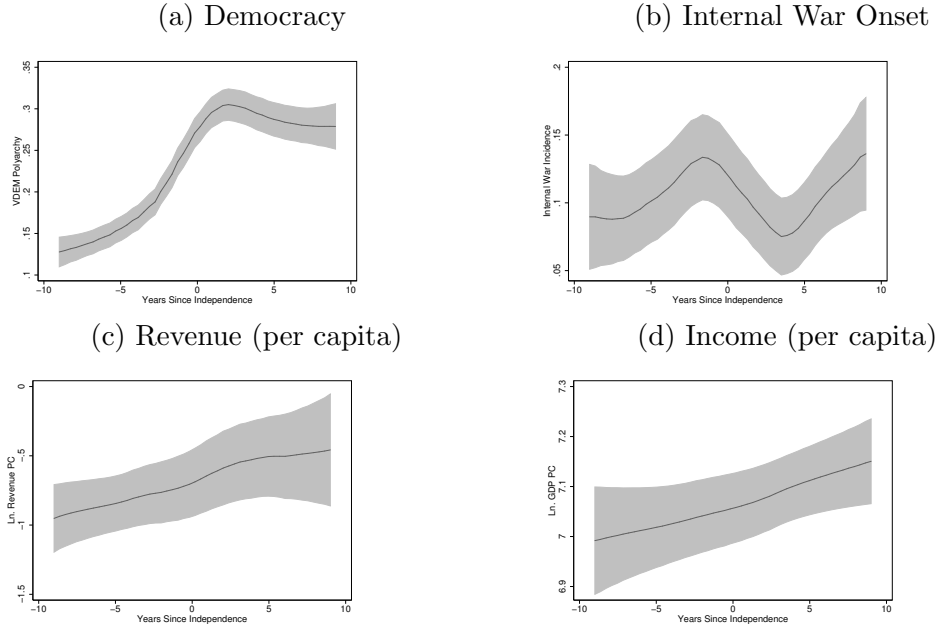 (a) Democracy
VDEM Polyarchy
.35
.3
.25
.2
.15
.1
−10 −5 0 5 10
Years Since Independence
(b) Internal War Onset
Internal War Incidence
.2
.15
.1
.05
−10 −5 0 5 10
Years Since Independence
(c) Revenue (per capita)
Ln. Revenue PC
0
−.5
−1
−1.5
−10 −5 0 5 10
Years Since Independence
(d) Income (per capita)
Ln. GDP PC
7.3
7.2
7.1
7
6.9
−10 −5 0 5 10
Years Since Independence